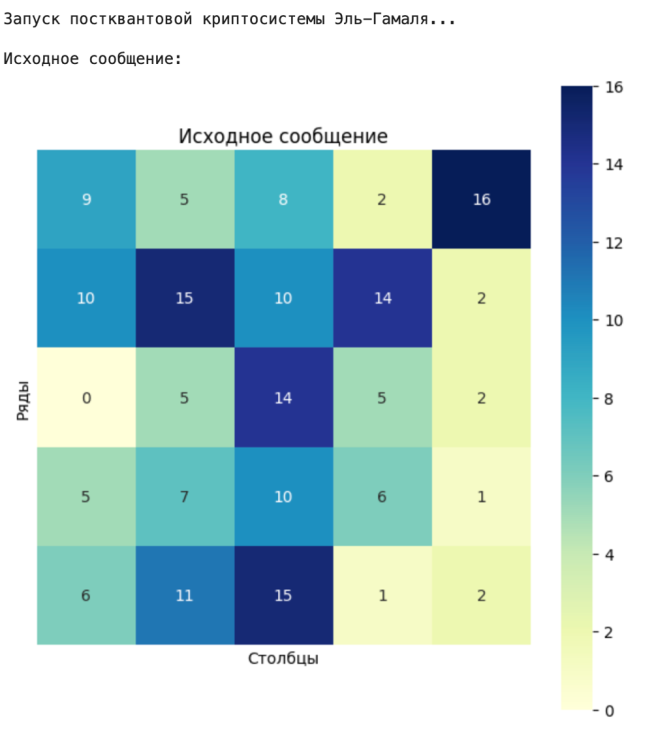 Запуск постквантовой криптосистемы Эль-Гамаля...
Исходное сообщение:
Исходное сообщение
9 5 8 2 16
10 15 10 14 2
0 5 14 5 2
5 7 10 6 1
6 11 15 1 2
Ряды
Столбцы
16
14
12
10
8
6
4
2
0